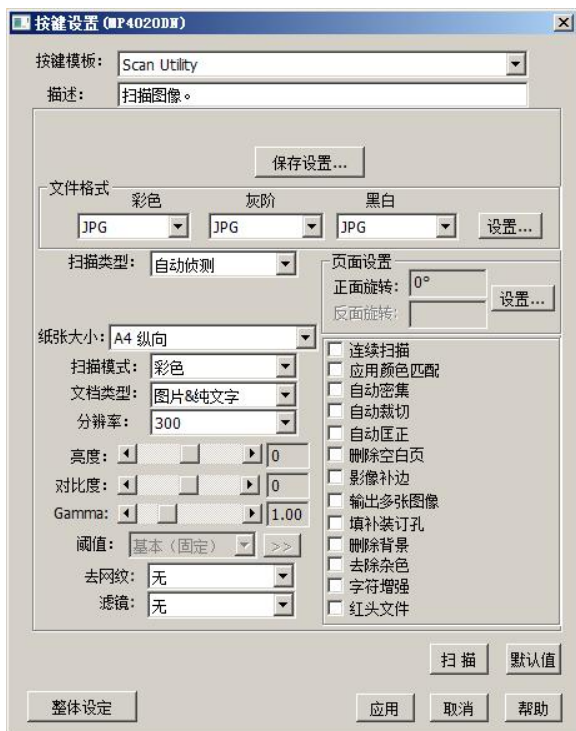 按键设置(MP4020DN)
按键模板: Scan Utility
描述: 扫描图像。
保存设置...
文件格式
彩色 灰阶 黑白
JPG JPG JPG 设置...
扫描类型: 自动侦测
页面设置
正面旋转: 0°
反面旋转:
设置...
纸张大小: A4 纵向
扫描模式: 彩色
文档类型: 图片&纯文字
分辨率: 300
亮度: 0
对比度: 0
Gamma: 1.00
阈值: 基本（固定） >>
去网纹: 无
滤镜: 无
连续扫描
应用颜色匹配
自动密集
自动裁切
自动匡正
删除空白页
影像补边
输出多张图像
填补装订孔
删除背景
去除杂色
字符增强
红头文件
扫 描 默认值
整体设定 应用 取消 帮助